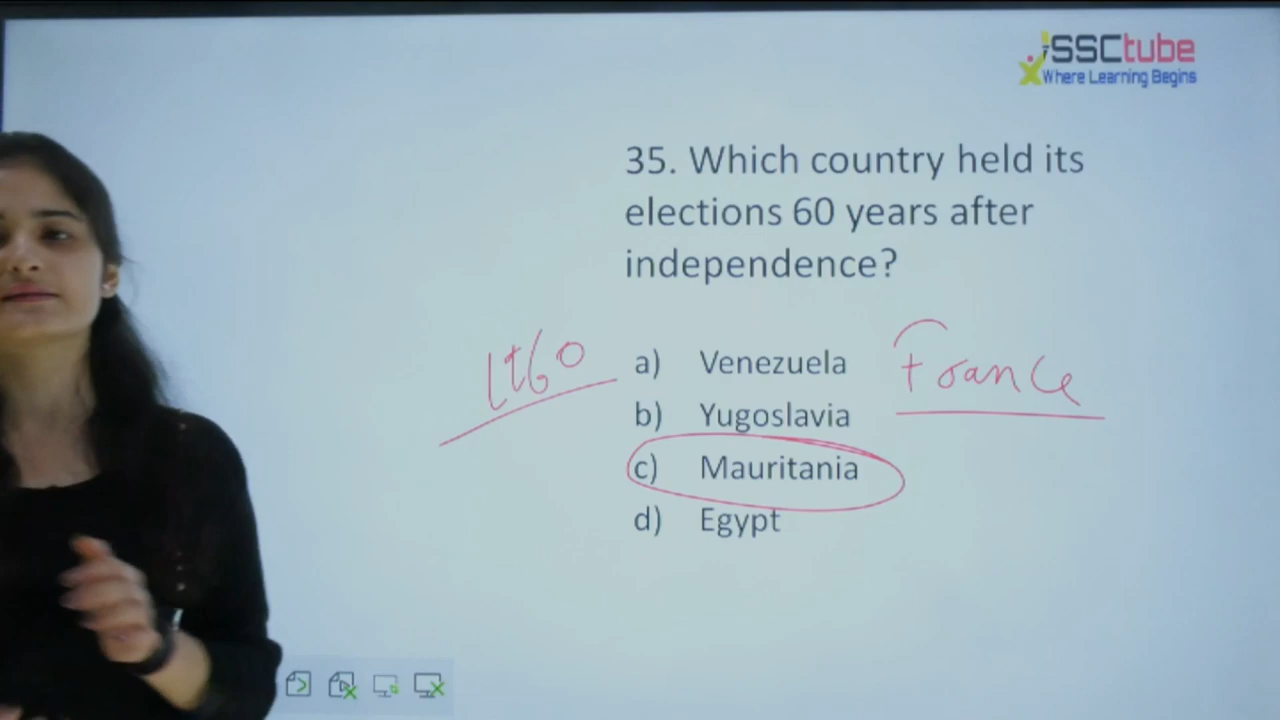 SSCtube
Where Learning Begins
35. Which country held its
elections 60 years after
independence?
1960
a) Venezuela
France
b) Yugoslavia
c) Mauritania
d) Egypt